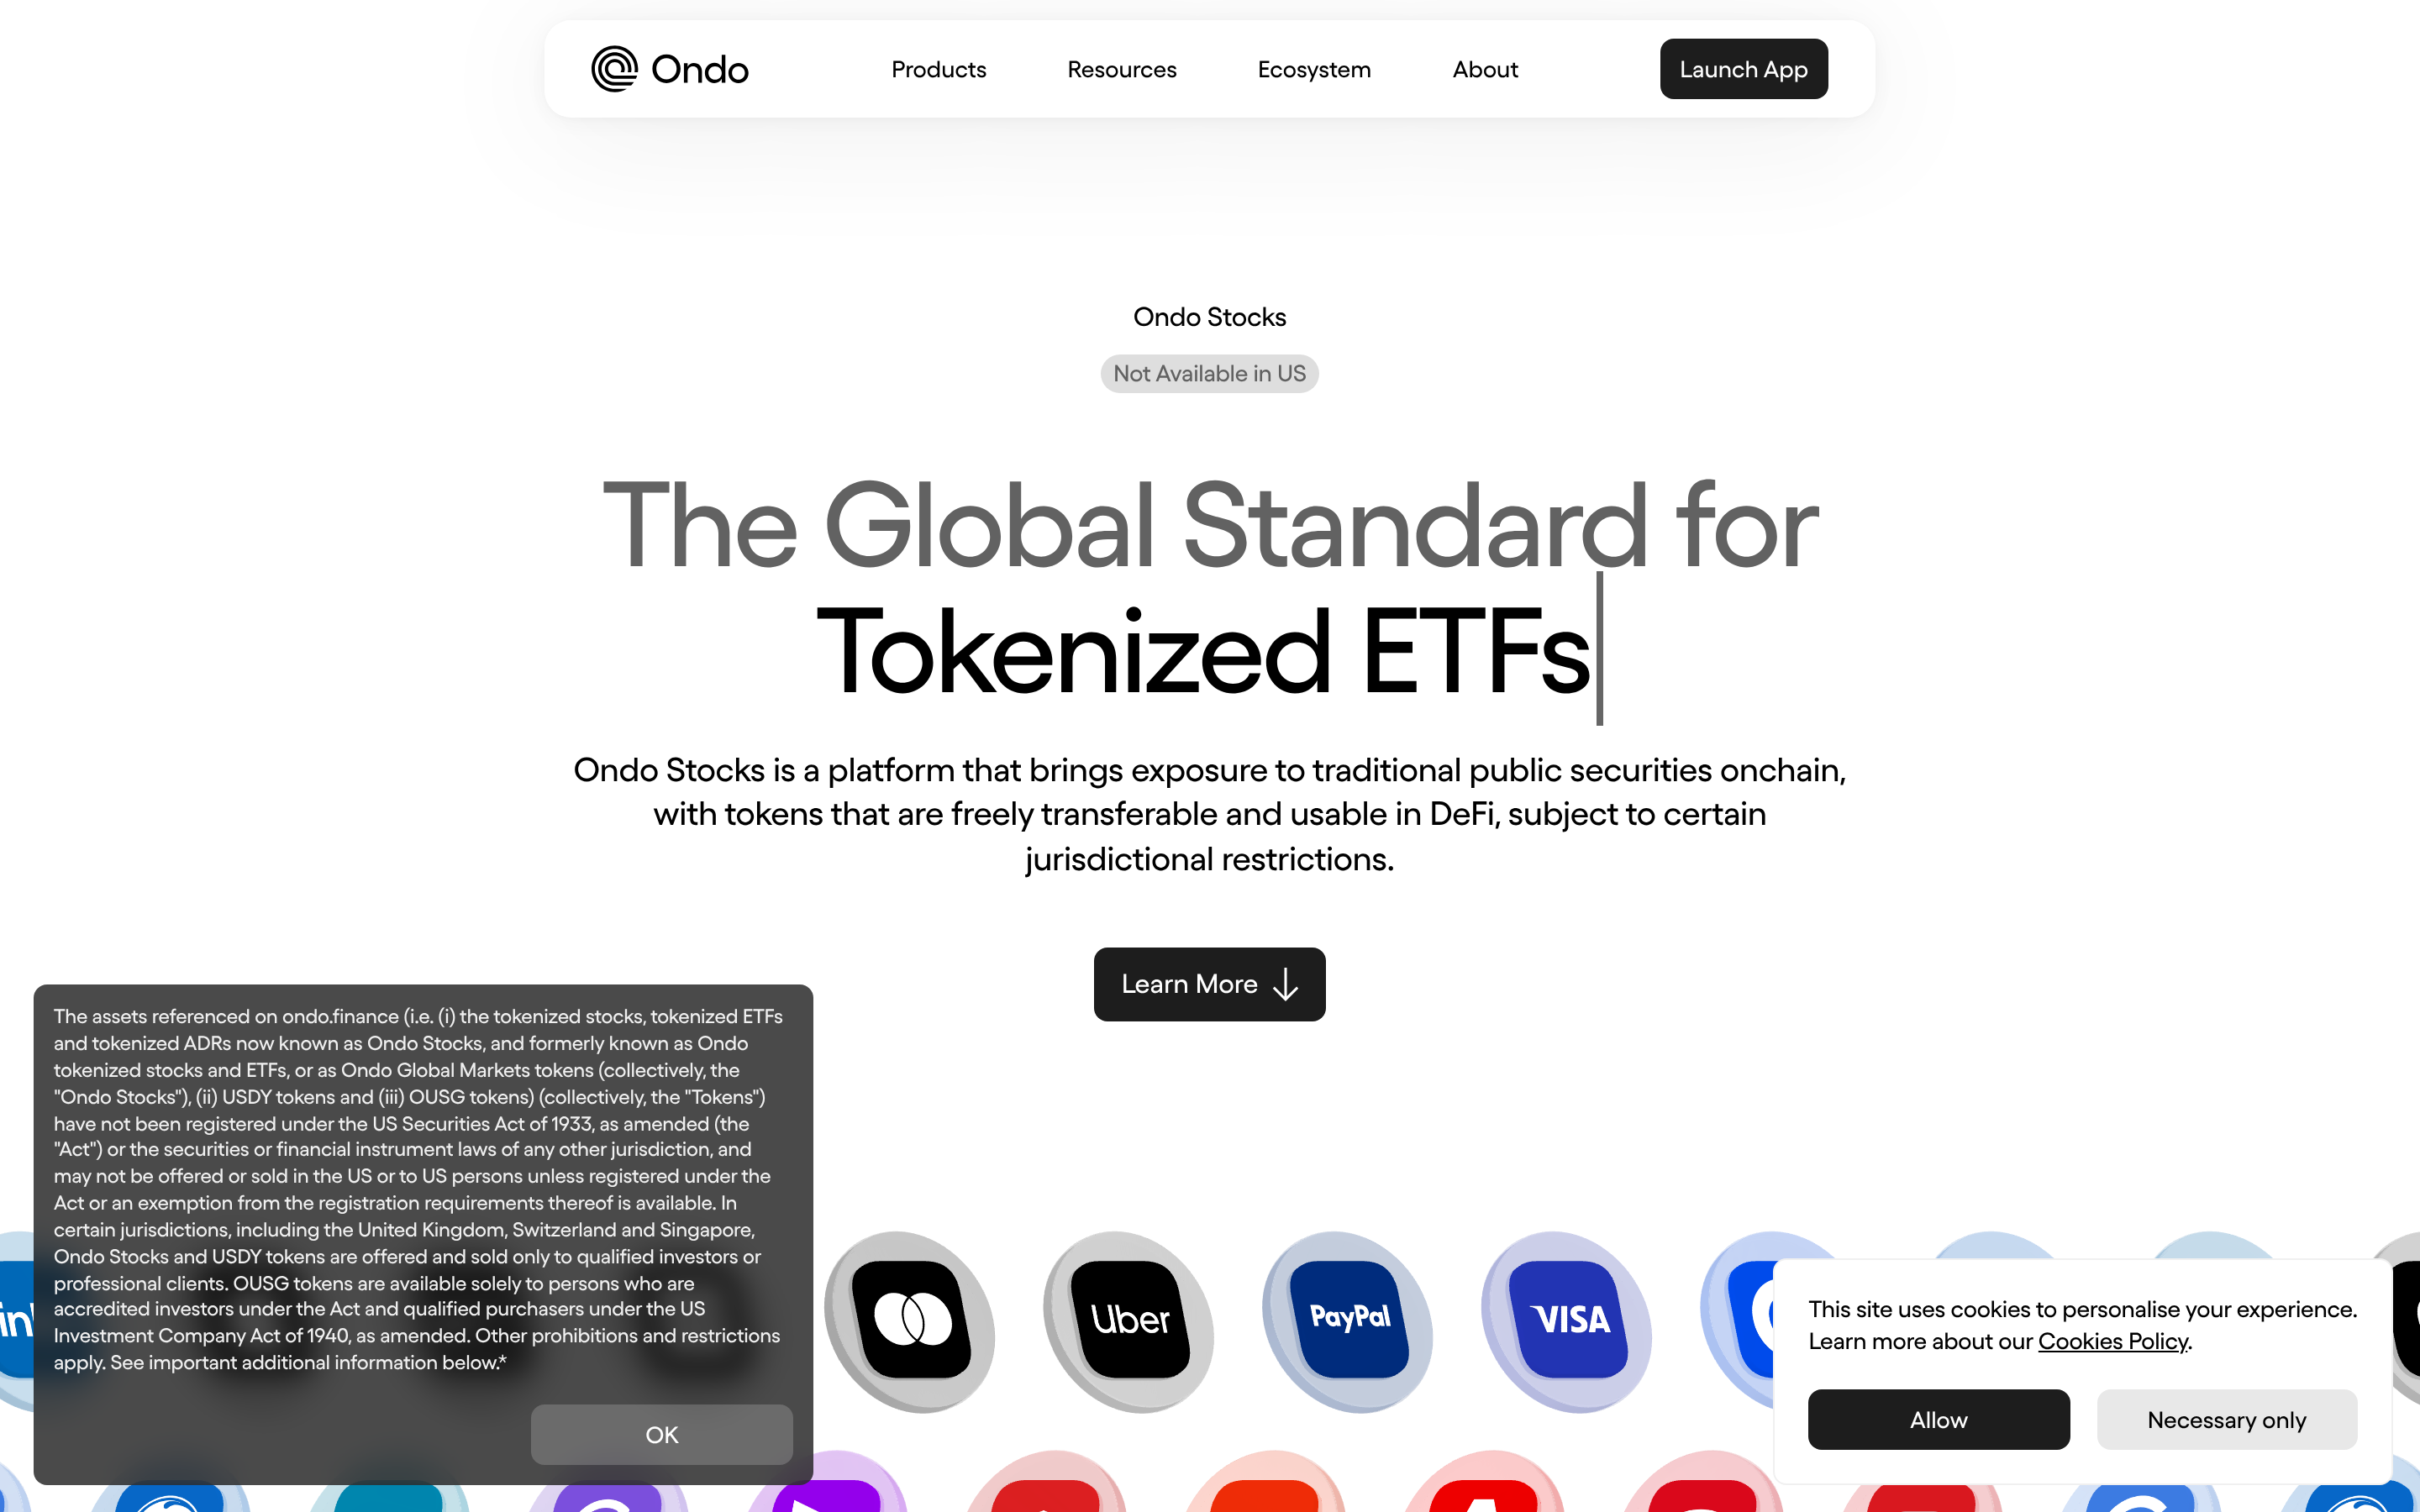 Ondo
Products
Resources
Ecosystem
About
Launch App
Ondo Stocks
Not Available in US
The Global Standard for
Tokenized ETFs
Ondo Stocks is a platform that brings exposure to traditional public securities onchain,
with tokens that are freely transferable and usable in DeFi, subject to certain
jurisdictional restrictions.
Learn More
The assets referenced on ondo.finance (i.e. (i) the tokenized stocks, tokenized ETFs
and tokenized ADRs now known as Ondo Stocks, and formerly known as Ondo
tokenized stocks and ETFs, or as Ondo Global Markets tokens (collectively, the
"Ondo Stocks"), (ii) USDY tokens and (iii) OUSG tokens) (collectively, the "Tokens")
have not been registered under the US Securities Act of 1933, as amended (the
"Act") or the securities or financial instrument laws of any other jurisdiction, and
may not be offered or sold in the US or to US persons unless registered under the
Act or an exemption from the registration requirements thereof is available. In
certain jurisdictions, including the United Kingdom, Switzerland and Singapore,
Ondo Stocks and USDY tokens are offered and sold only to qualified investors or
professional clients. OUSG tokens are available solely to persons who are
accredited investors under the Act and qualified purchasers under the US
Investment Company Act of 1940, as amended. Other prohibitions and restrictions
apply. See important additional information below.*
OK
Uber
PayPal
VISA
This site uses cookies to personalise your experience.
Learn more about our Cookies Policy.
Allow
Necessary only